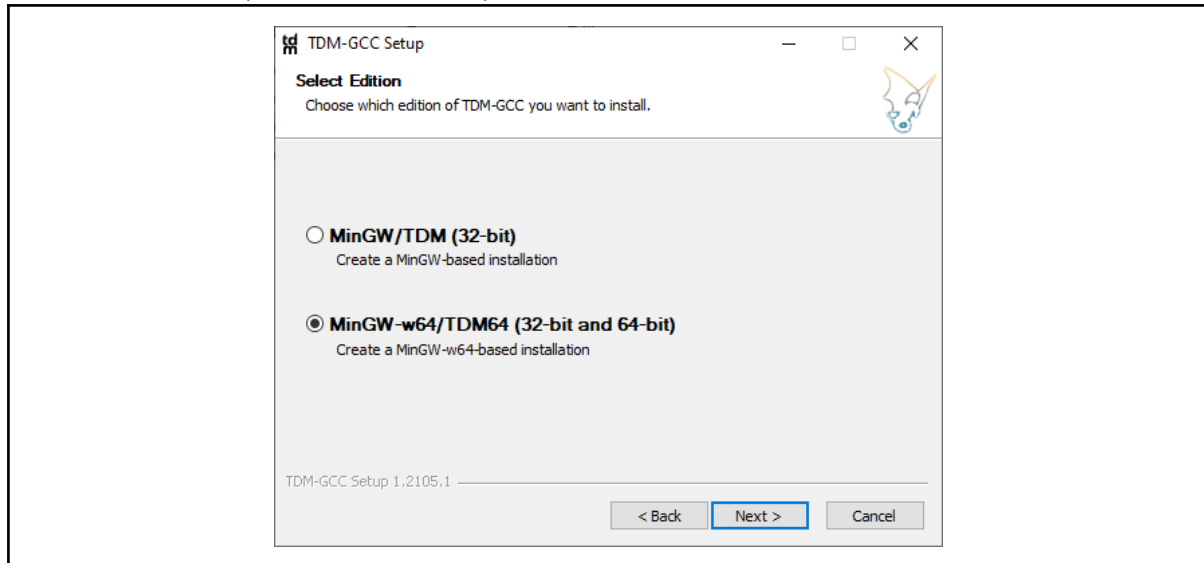 tdm TDM-GCC Setup
Select Edition
Choose which edition of TDM-GCC you want to install.
MinGW/TDM (32-bit)
Create a MinGW-based installation
MinGW-w64/TDM64 (32-bit and 64-bit)
Create a MinGW-w64-based installation
TDM-GCC Setup 1.2105.1
< Back Next > Cancel